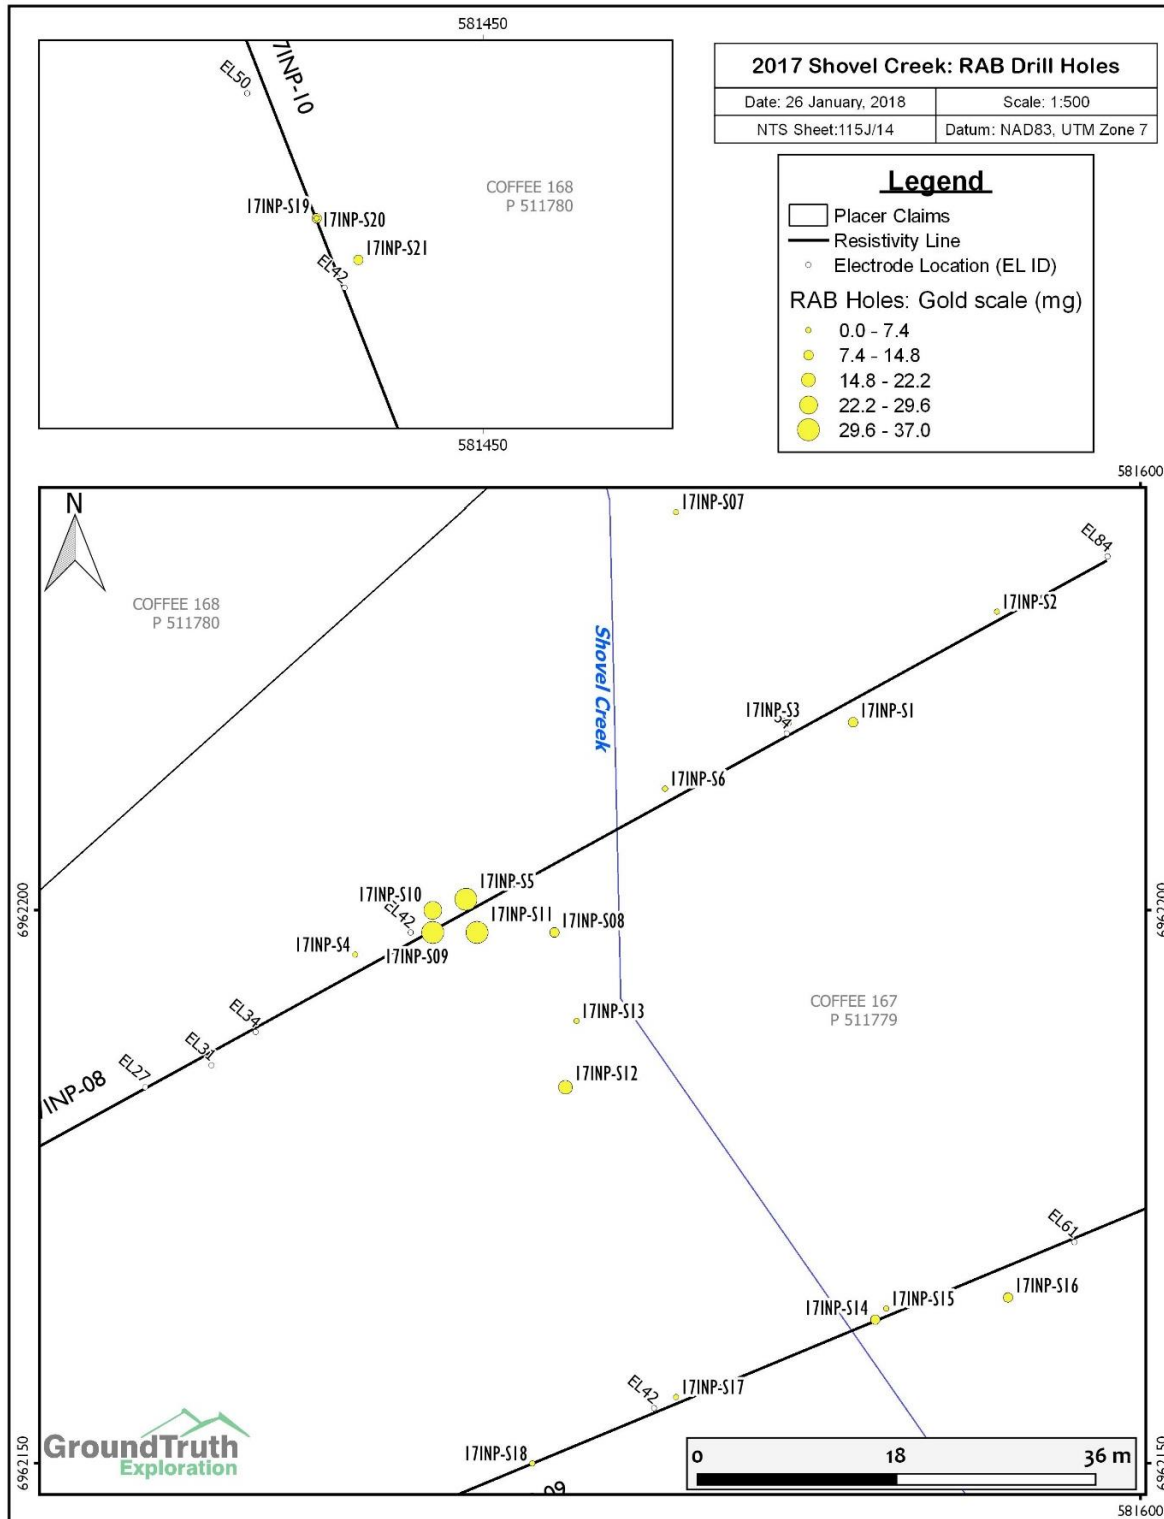 581450
17INP-10
EL50
COFFEE 168
P 511780
17INP-S19
17INP-S20
17INP-S21
EL42
581450
2017 Shovel Creek: RAB Drill Holes
Date: 26 January, 2018
Scale: 1:500
NTS Sheet:115J/14
Datum: NAD83, UTM Zone 7
Legend
Placer Claims
Resistivity Line
Electrode Location (EL ID)
RAB Holes: Gold scale (mg)
0.0 - 7.4
7.4 - 14.8
14.8 - 22.2
22.2 - 29.6
29.6 - 37.0
581600
N
17INP-S07
EL84
COFFEE 168
P 511780
17INP-S2
Shovel Creek
17INP-S3
17INP-S1
17INP-S6
17INP-S5
17INP-S10
6962200
6962200
EL42
17INP-S11
17INP-S08
17INP-S4
17INP-S09
COFFEE 167
P 511779
17INP-S13
EL34
EL31
EL27
17INP-S12
INP-08
EL61
17INP-S16
17INP-S15
17INP-S14
17INP-S17
EL42
GroundTruth
Exploration
17INP-S18
09
0 18 36 m
6962150
6962150
581600